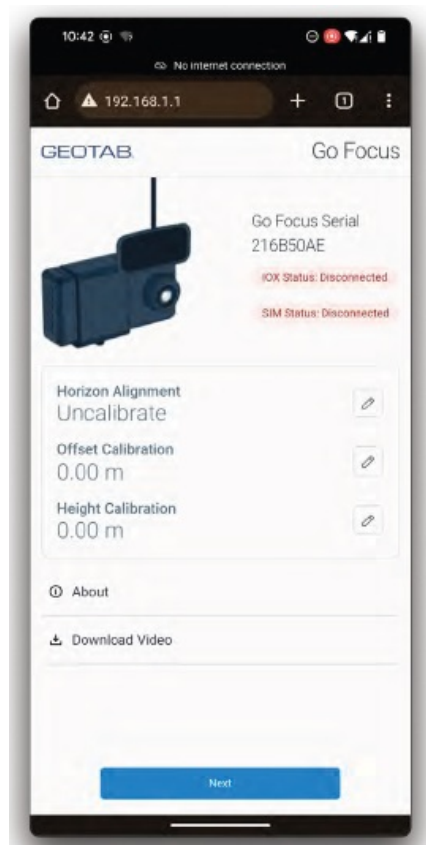 10:42
No internet connection
192.168.1.1
1
GEOTAB
Go Focus
Go Focus Serial
216B50AE
IOX Status: Disconnected
SIM Status: Disconnected
Horizon Alignment
Uncalibrate
Offset Calibration
0.00 m
Height Calibration
0.00 m
About
Download Video
Next